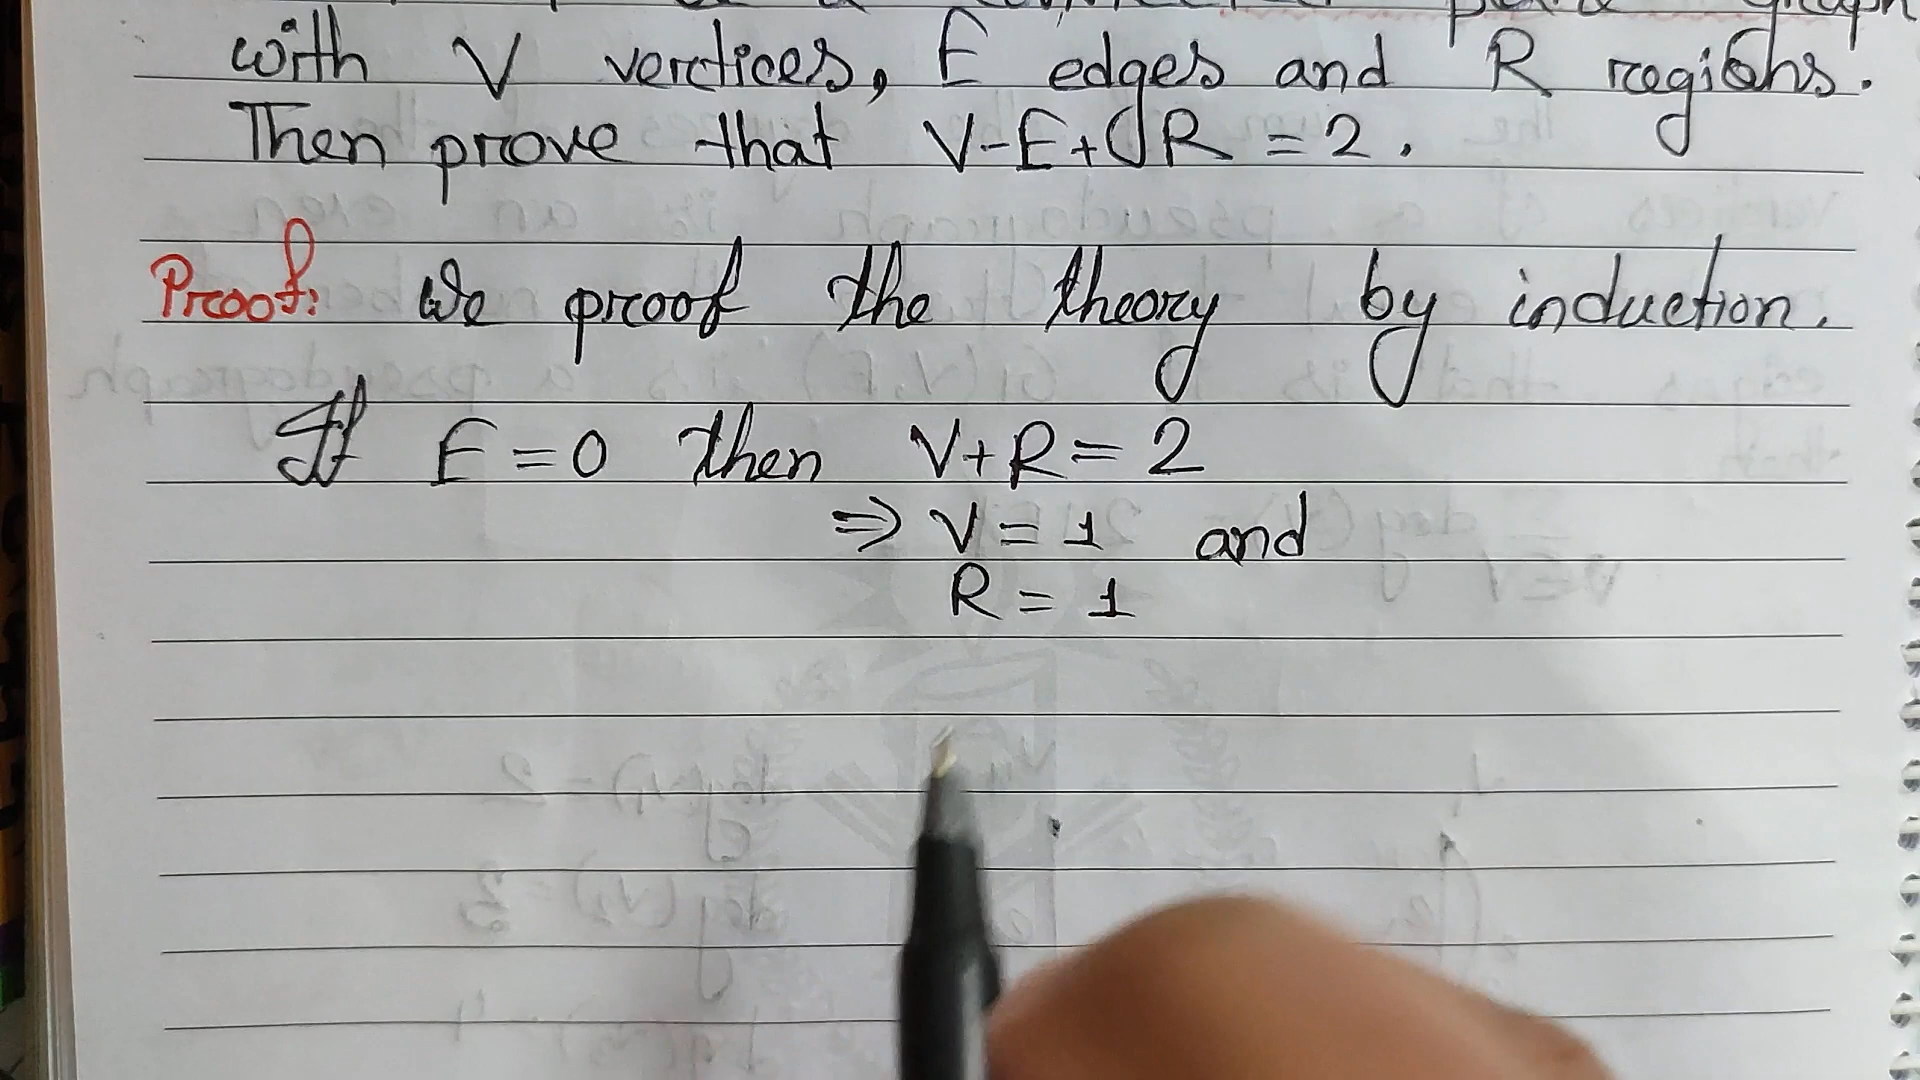 with V vertices, E edges and R regions.
Then prove that V-E+R=2.
Proof: We proof the theory by induction.
If E=0 then V+R=2
⇒ V=1 and
R=1